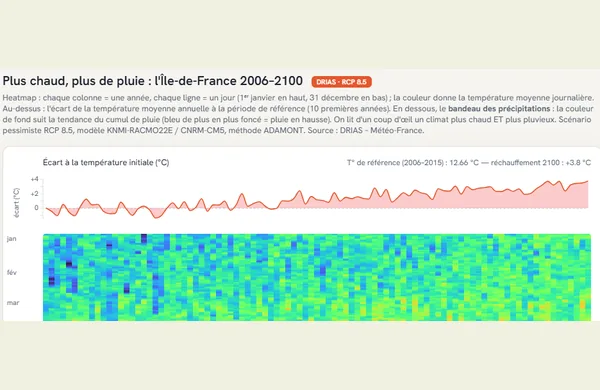 Plus chaud, plus de pluie : l'Île-de-France 2006–2100 DRIAS · RCP 8.5
Heatmap : chaque colonne = une année, chaque ligne = un jour (1er janvier en haut, 31 décembre en bas) ; la couleur donne la température moyenne journalière.
Au-dessus : l'écart de la température moyenne annuelle à la période de référence (10 premières années). En dessous, le bandeau des précipitations : la couleur
de fond suit la tendance du cumul de pluie (bleu de plus en plus foncé = pluie en hausse). On lit d'un coup d'œil un climat plus chaud ET plus pluvieux. Scénario
pessimiste RCP 8.5, modèle KNMI-RACMO22E / CNRM-CM5, méthode ADAMONT. Source : DRIAS - Météo-France.
Écart à la température initiale (°C) T° de référence (2006–2015) : 12.66 °C — réchauffement 2100 : +3.8 °C
écart (°C)
+4
+2
0
jan
fév
mar